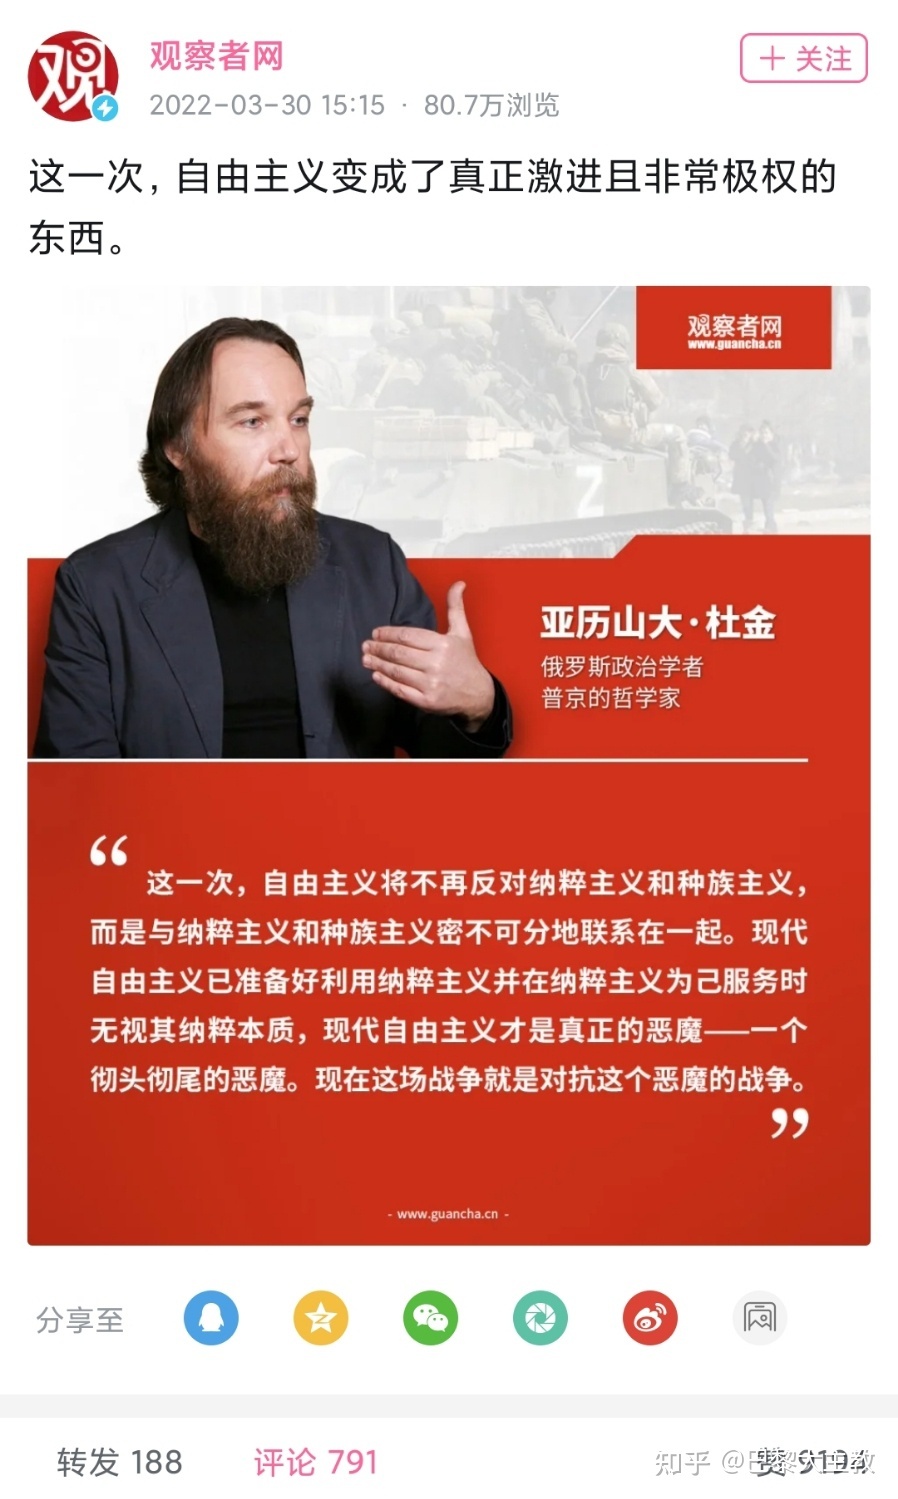 观
观察者网
+ 关注
2022-03-30 15:15 · 80.7万浏览
这一次，自由主义变成了真正激进且非常极权的
东西。
观察者网
www.guancha.cn
Z
亚历山大·杜金
俄罗斯政治学者
普京的哲学家
“
这一次，自由主义将不再反对纳粹主义和种族主义，
而是与纳粹主义和种族主义密不可分地联系在一起。现代
自由主义已准备好利用纳粹主义并在纳粹主义为己服务时
无视其纳粹本质，现代自由主义才是真正的恶魔——一个
彻头彻尾的恶魔。现在这场战争就是对抗这个恶魔的战争。
”
- www.guancha.cn -
分享至
转发 188
评论 791
赞 9194
知乎 @巴黎大主教